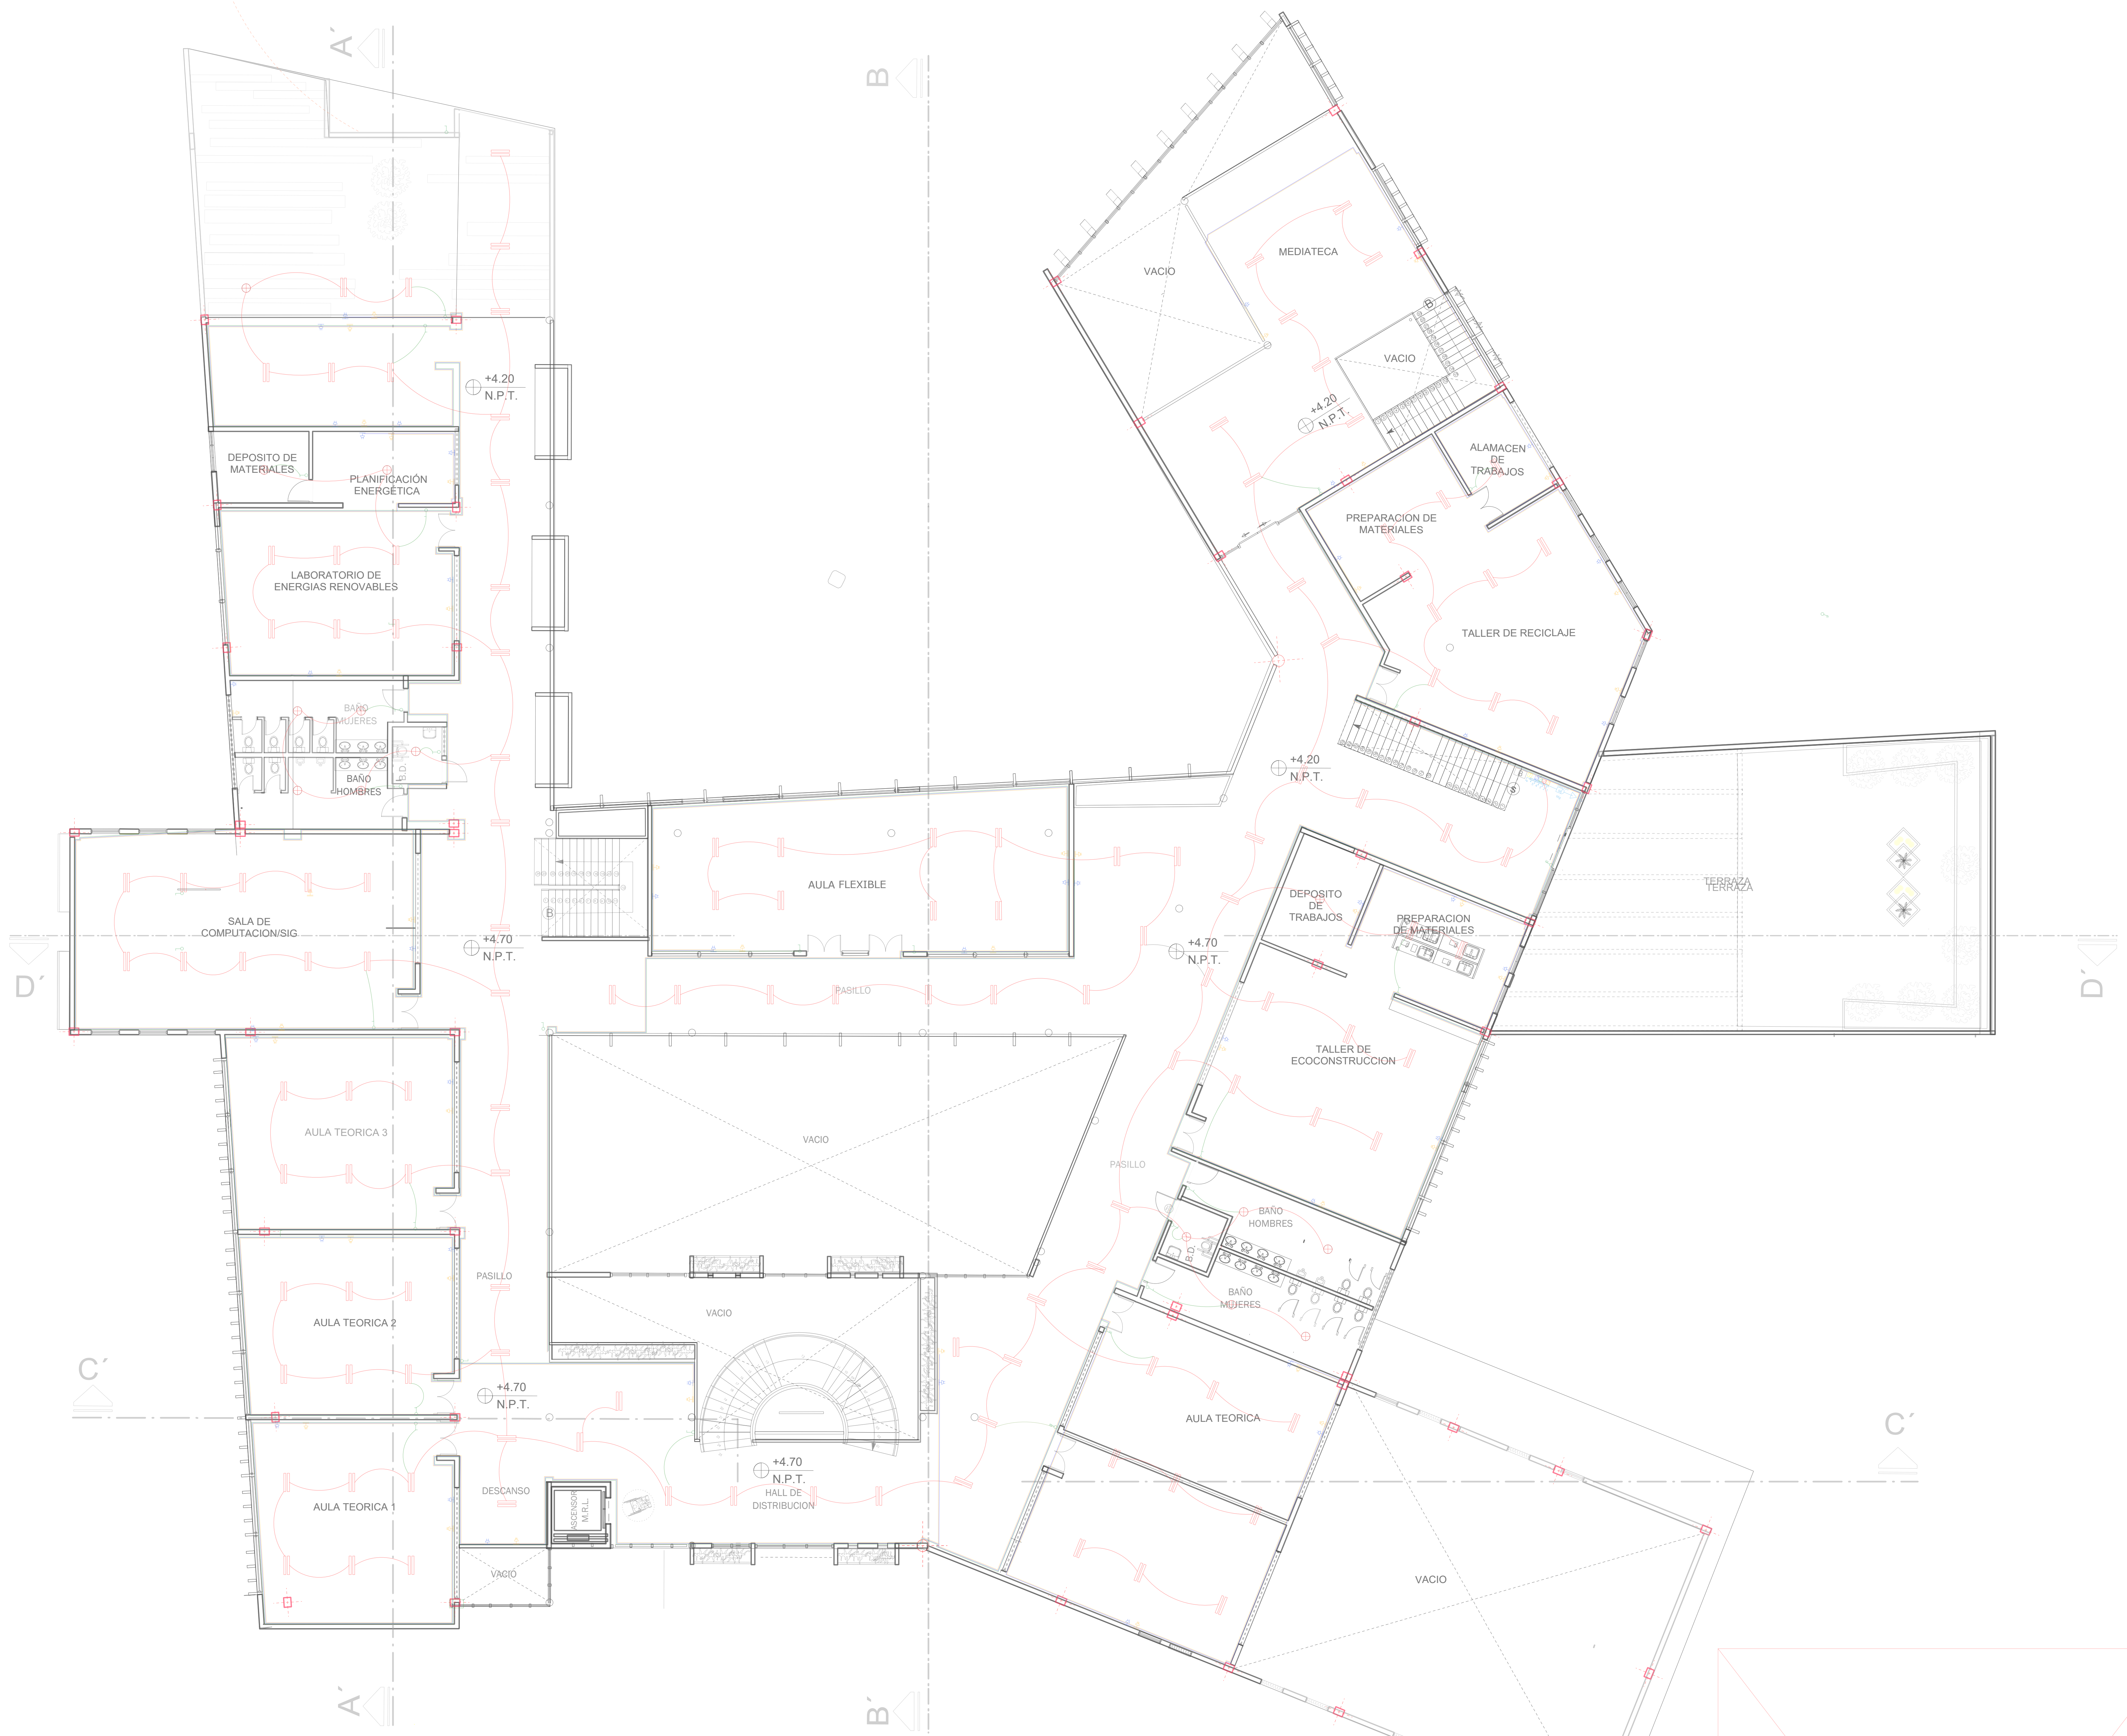 A´
B
MEDIATECA
VACIO
VACIO
+4.20
N.P.T.
+4.20
N.P.T.
B
ALAMACEN
DE
TRABAJOS
DEPOSITO DE
MATERIALES
PLANIFICACIÓN
ENERGÉTICA
PREPARACION DE
MATERIALES
LABORATORIO DE
ENERGIAS RENOVABLES
TALLER DE RECICLAJE
BAÑO
MUJERES
B.D.
BAÑO
HOMBRES
+4.20
N.P.T.
S
AULA FLEXIBLE
DEPOSITO
DE
TRABAJOS
PREPARACION
DE MATERIALES
TERRAZA
TERRAZA
SALA DE
COMPUTACION/SIG
B
+4.70
N.P.T.
+4.70
N.P.T.
D´
D´
PASILLO
TALLER DE
ECOCONSTRUCCION
AULA TEORICA 3
VACIO
PASILLO
BAÑO
HOMBRES
B.D.
BAÑO
MUJERES
PASILLO
VACIO
AULA TEORICA 2
C´
+4.70
N.P.T.
AULA TEORICA
C´
+4.70
N.P.T.
HALL DE
DISTRIBUCION
DESCANSO
ASCENSOR
M.R.L.
AULA TEORICA 1
VACIO
VACIO
A´
B´